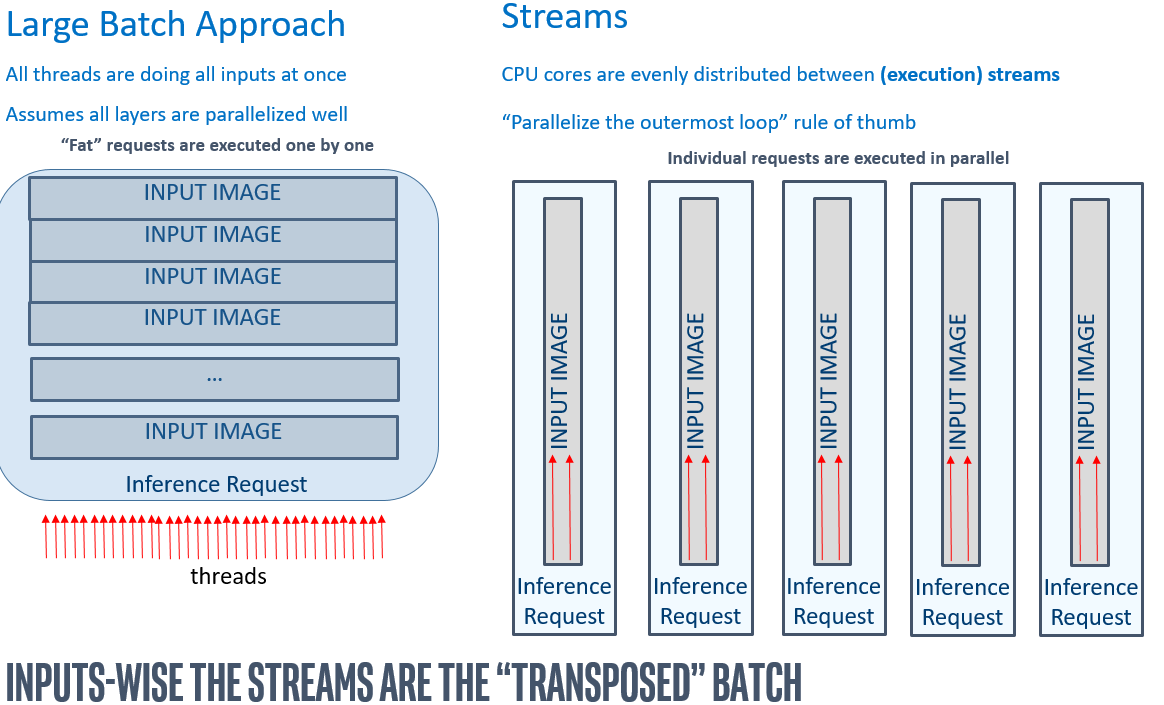 Large Batch Approach
All threads are doing all inputs at once
Assumes all layers are parallelized well
“Fat” requests are executed one by one
INPUT IMAGE
INPUT IMAGE
INPUT IMAGE
INPUT IMAGE
...
INPUT IMAGE
Inference Request
threads
Streams
CPU cores are evenly distributed between (execution) streams
“Parallelize the outermost loop” rule of thumb
Individual requests are executed in parallel
INPUT IMAGE
Inference
Request
INPUT IMAGE
Inference
Request
INPUT IMAGE
Inference
Request
INPUT IMAGE
Inference
Request
INPUT IMAGE
Inference
Request
INPUTS-WISE THE STREAMS ARE THE “TRANSPOSED” BATCH